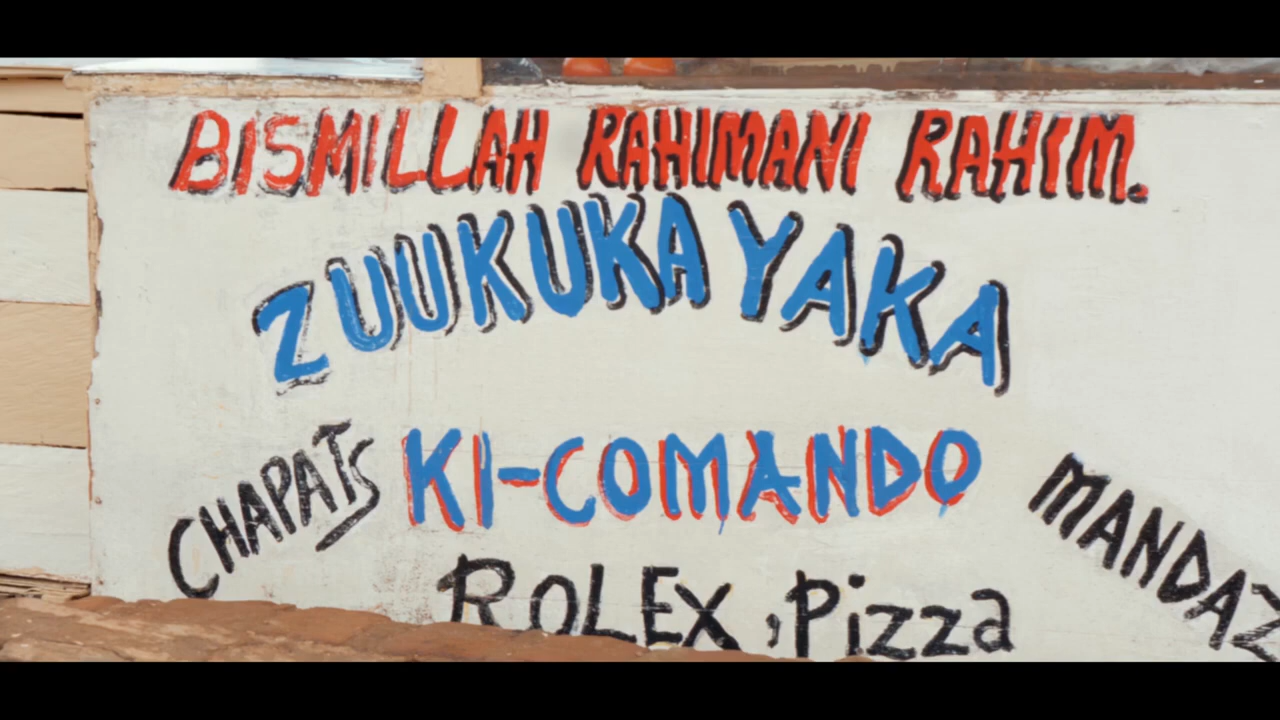 BISMILLAH RAHIMANI RAHIM.
ZUUKUKA YAKA
CHAPATS KI-COMANDO MANDAZ
ROLEX, Pizza